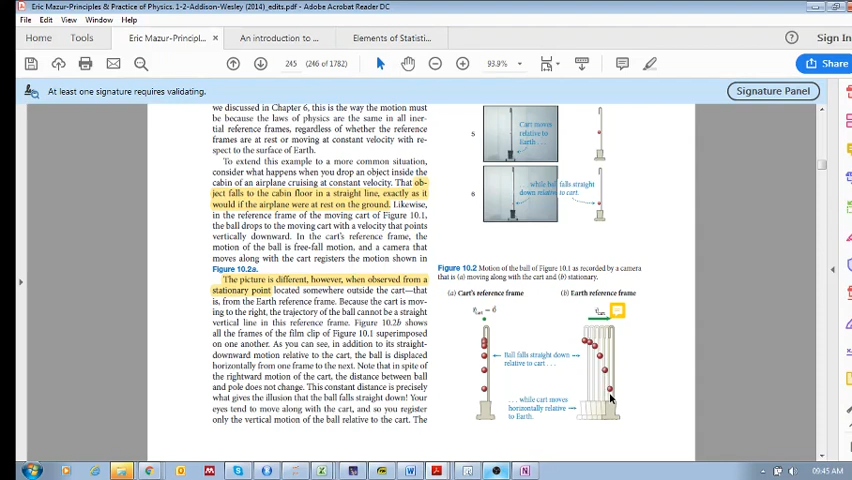 Eric Mazur-Principles & Practice of Physics. 1-2-Addison-Wesley (2014)_edits.pdf - Adobe Acrobat Reader DC
File Edit View Window Help
Home Tools Eric Mazur-Principl... × An introduction to ... Elements of Statisti... Sign In
245 (246 of 1782) 93.9% Share
At least one signature requires validating. Signature Panel
we discussed in Chapter 6, this is the way the motion must
be because the laws of physics are the same in all iner-
tial reference frames, regardless of whether the reference
frames are at rest or moving at constant velocity with re-
spect to the surface of Earth.
To extend this example to a more common situation,
consider what happens when you drop an object inside the
cabin of an airplane cruising at constant velocity. That ob-
ject falls to the cabin floor in a straight line, exactly as it
would if the airplane were at rest on the ground. Likewise,
in the reference frame of the moving cart of Figure 10.1,
the ball drops to the moving cart with a velocity that points
vertically downward. In the cart's reference frame, the
motion of the ball is free-fall motion, and a camera that
moves along with the cart registers the motion shown in
Figure 10.2a.
The picture is different, however, when observed from a
stationary point located somewhere outside the cart—that
is, from the Earth reference frame. Because the cart is mov-
ing to the right, the trajectory of the ball cannot be a straight
vertical line in this reference frame. Figure 10.2b shows
all the frames of the film clip of Figure 10.1 superimposed
on one another. As you can see, in addition to its straight-
downward motion relative to the cart, the ball is displaced
horizontally from one frame to the next. Note that in spite of
the rightward motion of the cart, the distance between ball
and pole does not change. This constant distance is precisely
what gives the illusion that the ball falls straight down! Your
eyes tend to move along with the cart, and so you register
only the vertical motion of the ball relative to the cart. The
5
Cart moves
relative to
Earth . . .
6
. . . while ball falls straight
down relative to cart.
Figure 10.2 Motion of the ball of Figure 10.1 as recorded by a camera
that is (a) moving along with the cart and (b) stationary.
(a) Cart's reference frame (b) Earth reference frame
Ball falls straight down
relative to cart . . .
. . . while cart moves
horizontally relative
to Earth.
09:45 AM